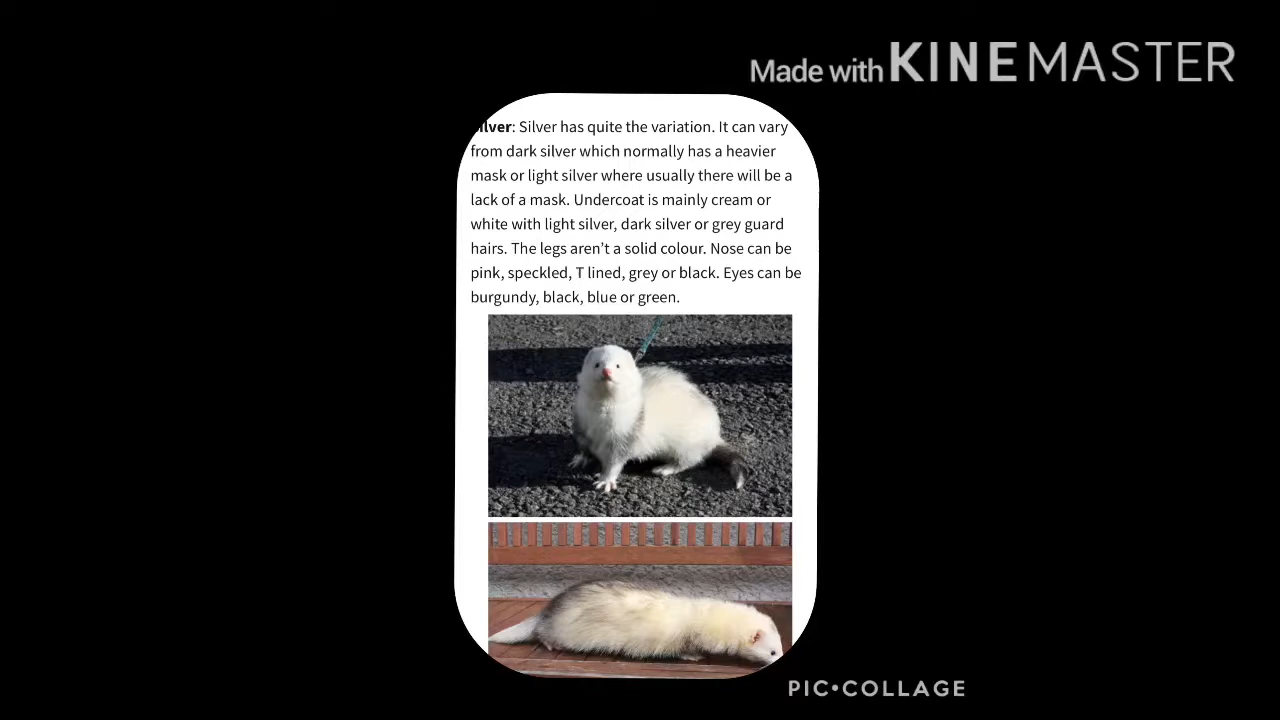 Made with KINEMASTER
ilver: Silver has quite the variation. It can vary
from dark silver which normally has a heavier
mask or light silver where usually there will be a
lack of a mask. Undercoat is mainly cream or
white with light silver, dark silver or grey guard
hairs. The legs aren't a solid colour. Nose can be
pink, speckled, T lined, grey or black. Eyes can be
burgundy, black, blue or green.
PIC•COLLAGE